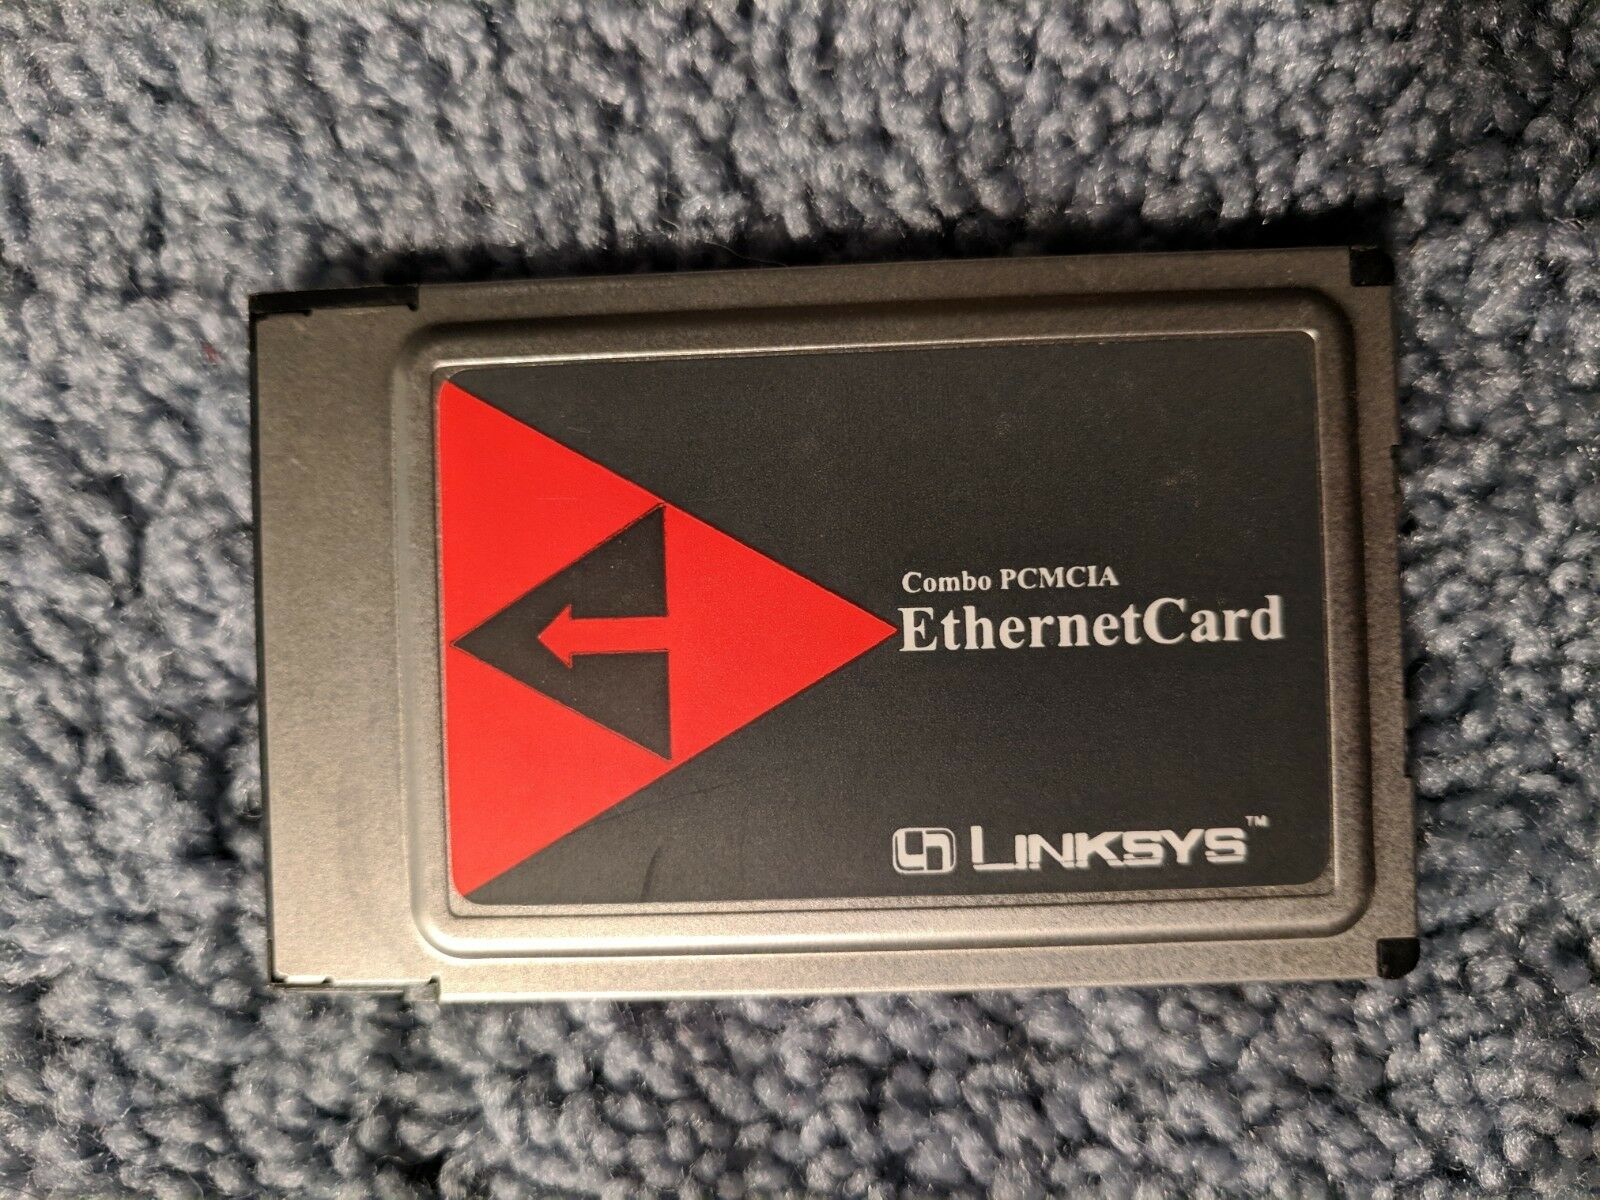 Combo PCMCIA
EthernetCard
LINKSYS™